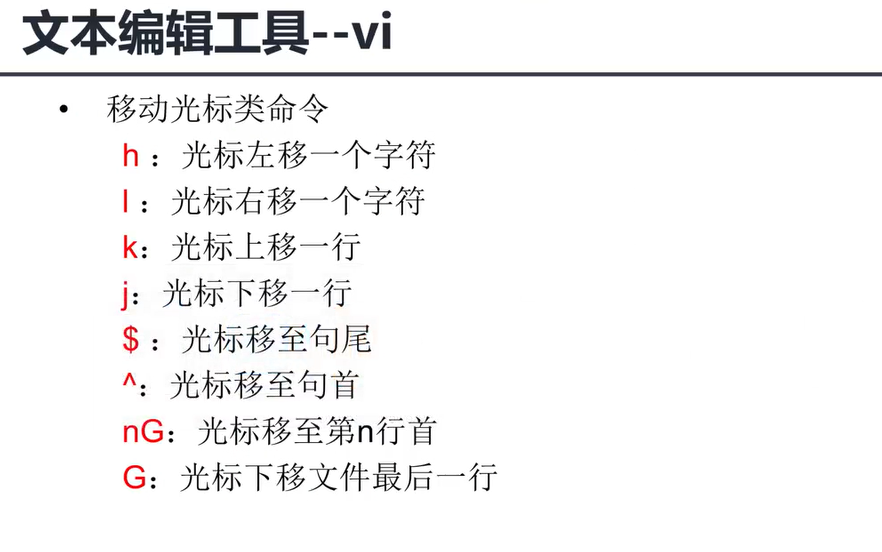 文本编辑工具--vi
• 移动光标类命令
h ：光标左移一个字符
l ：光标右移一个字符
k：光标上移一行
j：光标下移一行
$ ：光标移至句尾
^：光标移至句首
nG：光标移至第n行首
G：光标下移文件最后一行